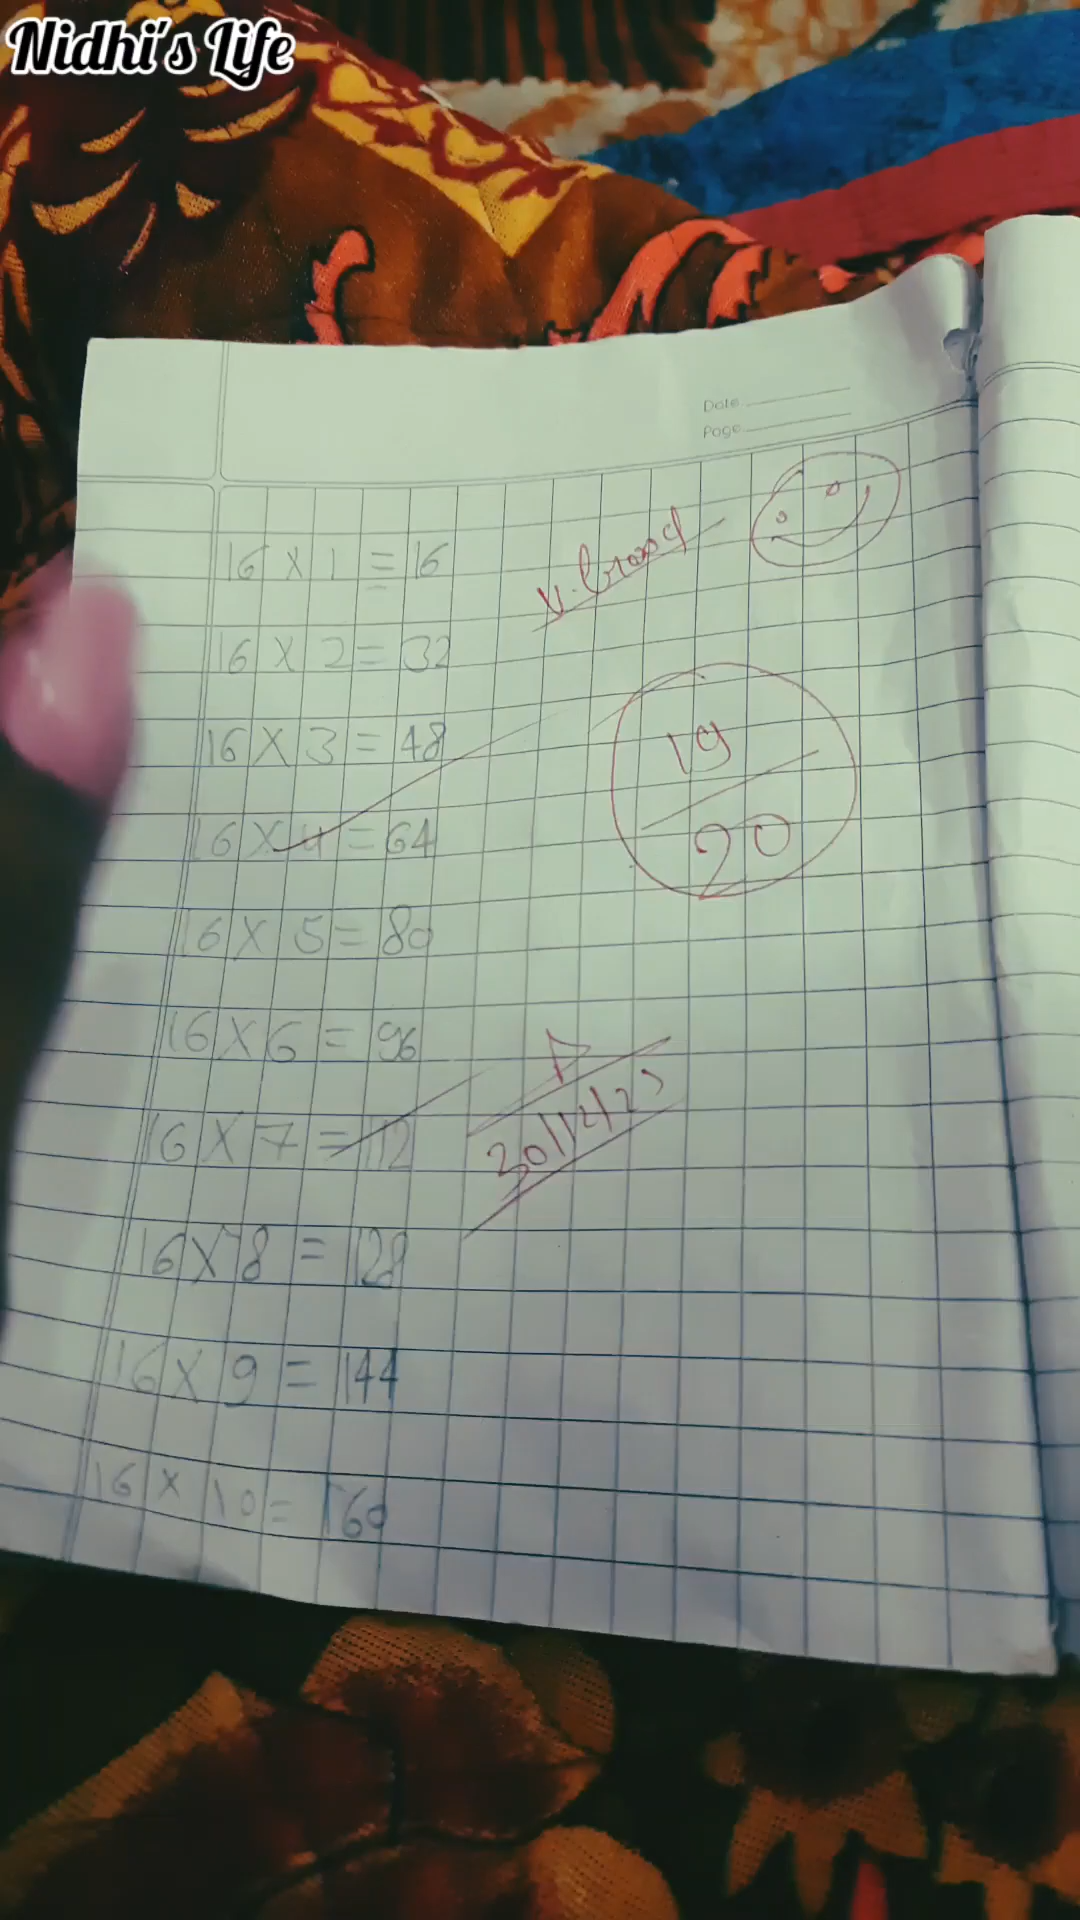 Nidhi's Life
Date
Page
16 x 1 = 16
V. Good
16 x 2 = 32
16 x 3 = 48
19
20
16 x 4 = 64
16 x 5 = 80
16 x 6 = 96
16 x 7 = 112
30/12/23
16 x 8 = 128
16 x 9 = 144
16 x 10 = 160